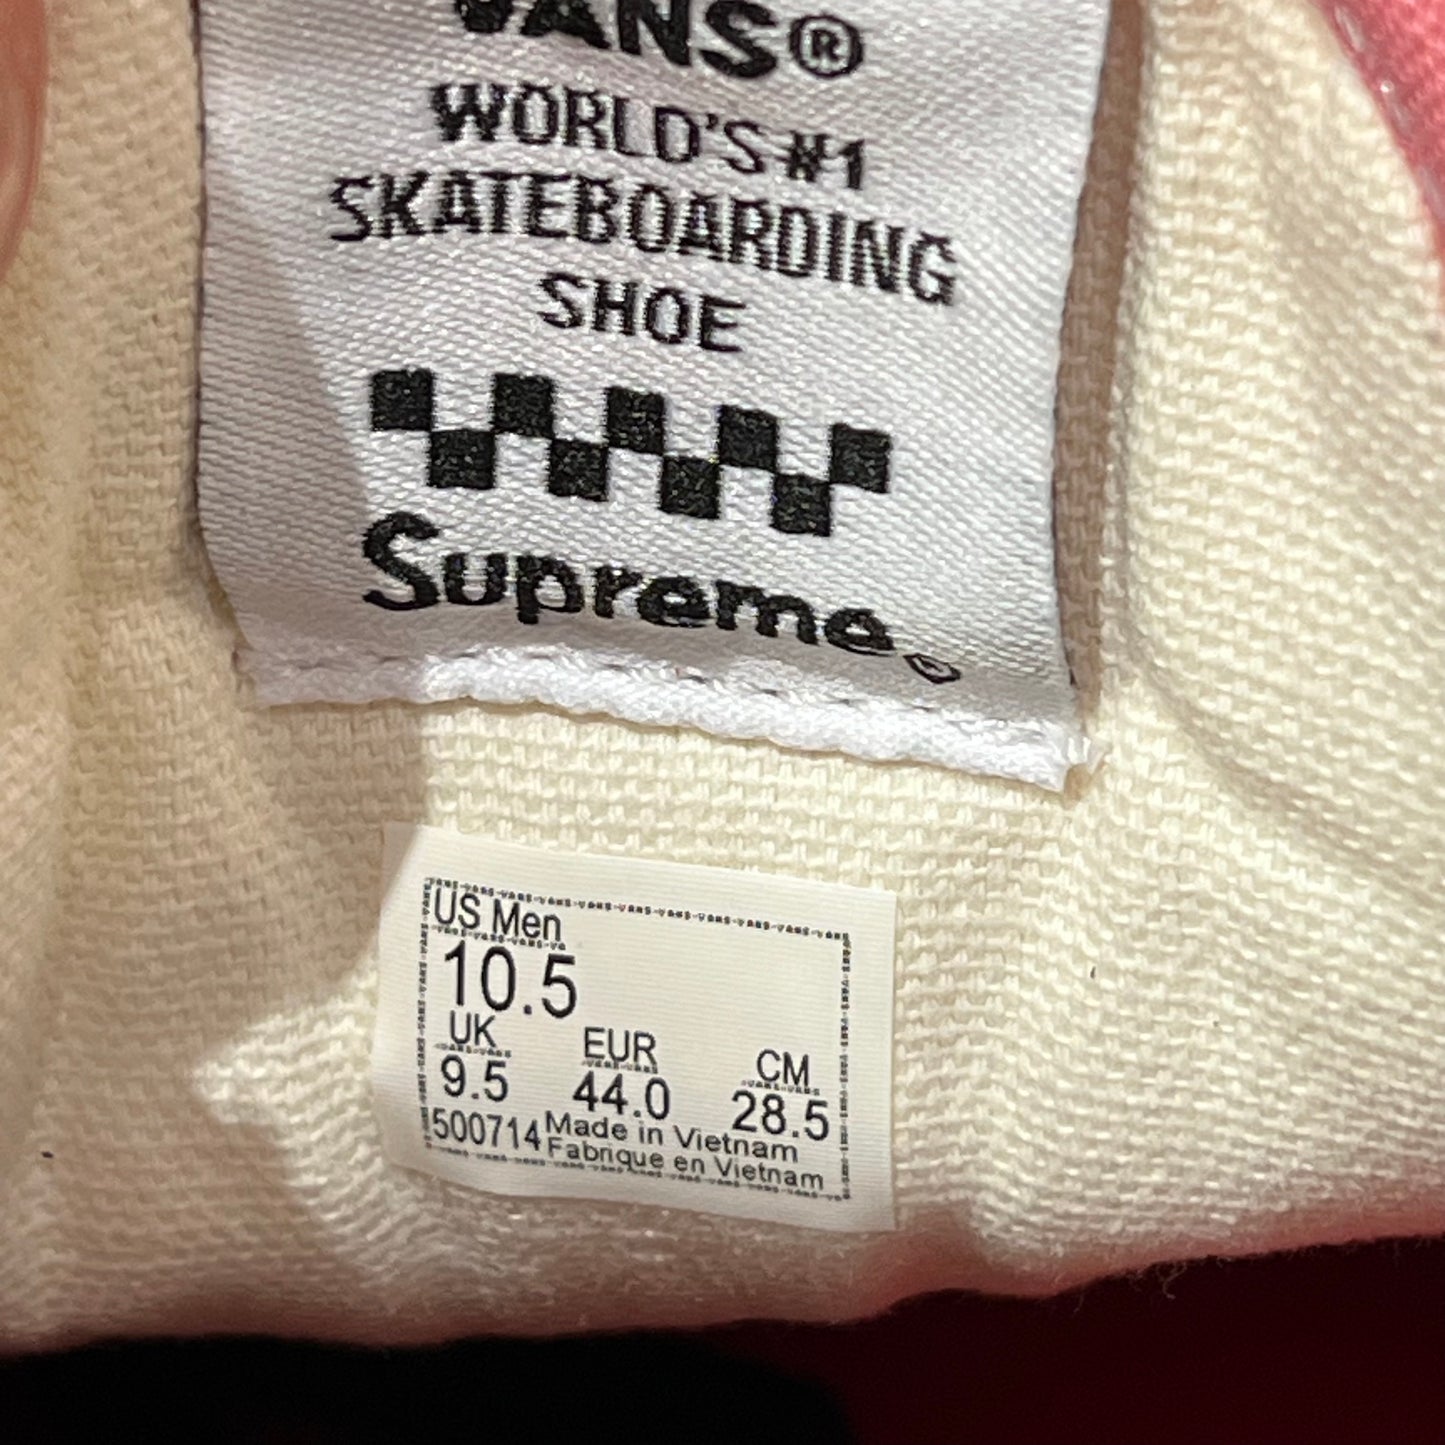 VANS®
WORLD'S #1
SKATEBOARDING
SHOE
Supreme®
US Men
10.5
UK EUR CM
9.5 44.0 28.5
500714 Made in Vietnam
Fabrique en Vietnam